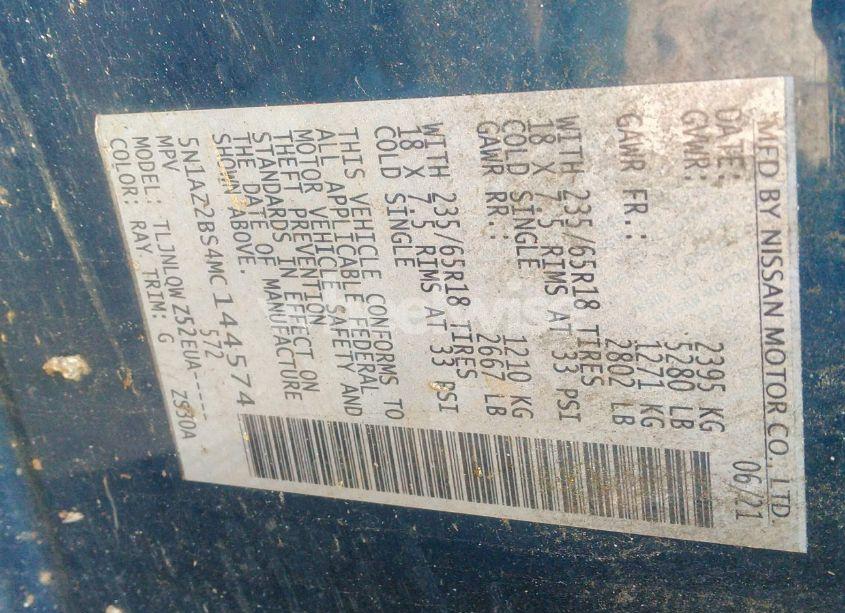 MFD BY NISSAN MOTOR CO., LTD.
DATE: 06/21
GVWR: 2395 KG
5280 LB
GAWR FR.: 1271 KG
2802 LB
WITH 235/65R18 TIRES
18 X 7.5 RIMS AT 33 PSI
COLD SINGLE
GAWR RR.: 1210 KG
2667 LB
WITH 235/65R18 TIRES
18 X 7.5 RIMS AT 33 PSI
COLD SINGLE
THIS VEHICLE CONFORMS TO
ALL APPLICABLE FEDERAL
MOTOR VEHICLE SAFETY AND
THEFT PREVENTION
STANDARDS IN EFFECT ON
THE DATE OF MANUFACTURE
SHOWN ABOVE.
5N1AZ2BS4MC144574
MPV 572
MODEL: TLJNLQW Z52EUA-----
COLOR: RAY TRIM: G ZS30A